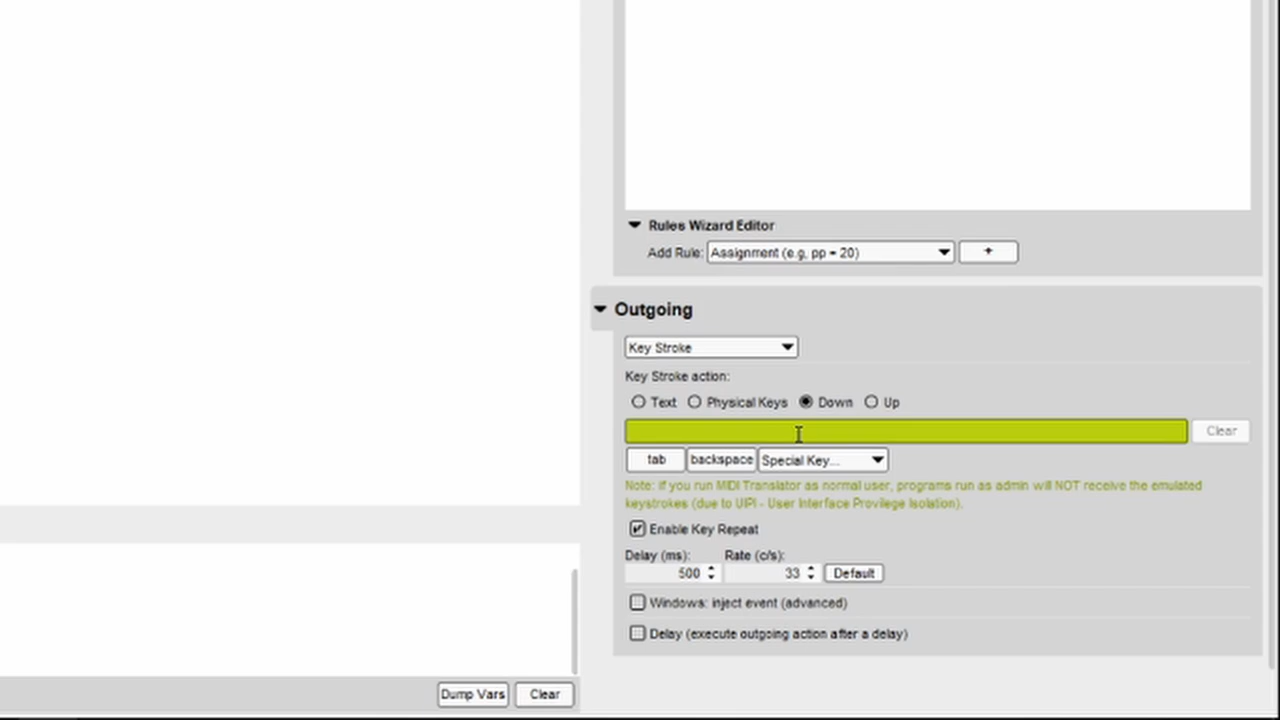 Rules Wizard Editor
Add Rule: Assignment (e.g, pp = 20) +
Outgoing
Key Stroke
Key Stroke action:
Text Physical Keys Down Up
Clear
tab backspace Special Key...
Note: if you run MIDI Translator as normal user, programs run as admin will NOT receive the emulated
keystrokes (due to UIPI - User Interface Provilege Isolation).
Enable Key Repeat
Delay (ms): Rate (c/s):
500 33 Default
Windows: inject event (advanced)
Delay (execute outgoing action after a delay)
Dump Vars Clear